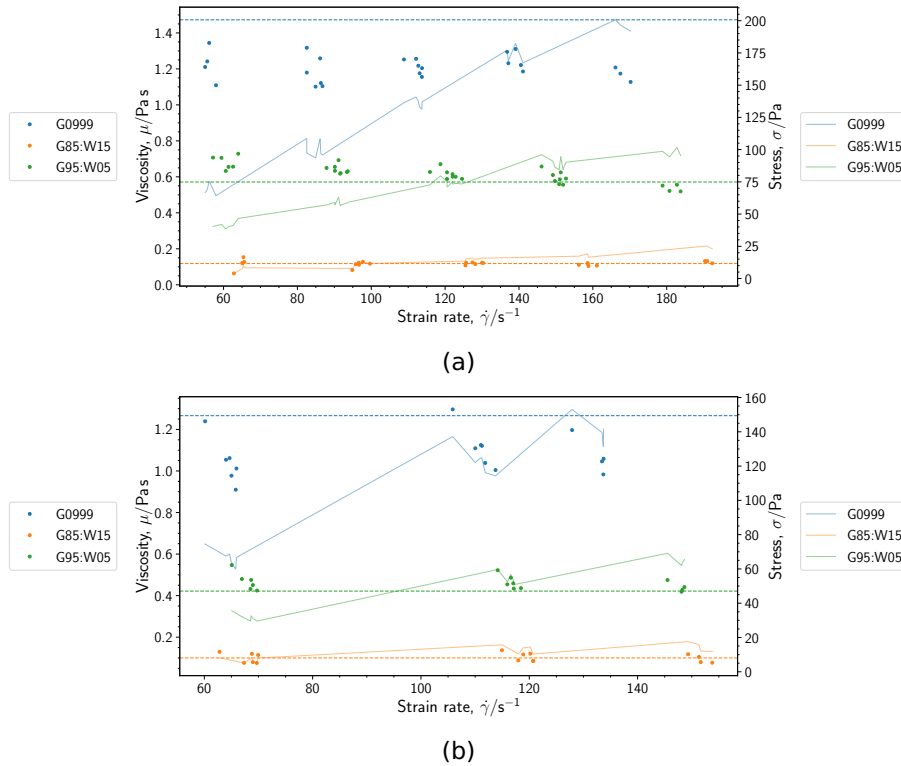 1.4
1.2
1.0
0.8
0.6
0.4
0.2
0.0
Viscosity, μ/Pa s
200
175
150
125
100
75
50
25
0
Stress, σ/Pa
60
80
100
120
140
160
180
Strain rate, γ̇/s⁻¹
G0999
G85:W15
G95:W05
G0999
G85:W15
G95:W05
(a)
1.2
1.0
0.8
0.6
0.4
0.2
Viscosity, μ/Pa s
160
140
120
100
80
60
40
20
0
Stress, σ/Pa
60
80
100
120
140
Strain rate, γ̇/s⁻¹
G0999
G85:W15
G95:W05
G0999
G85:W15
G95:W05
(b)